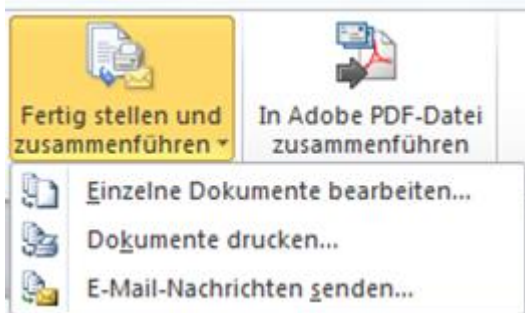 Fertig stellen und
zusammenführen
In Adobe PDF-Datei
zusammenführen
Einzelne Dokumente bearbeiten...
Dokumente drucken...
E-Mail-Nachrichten senden...